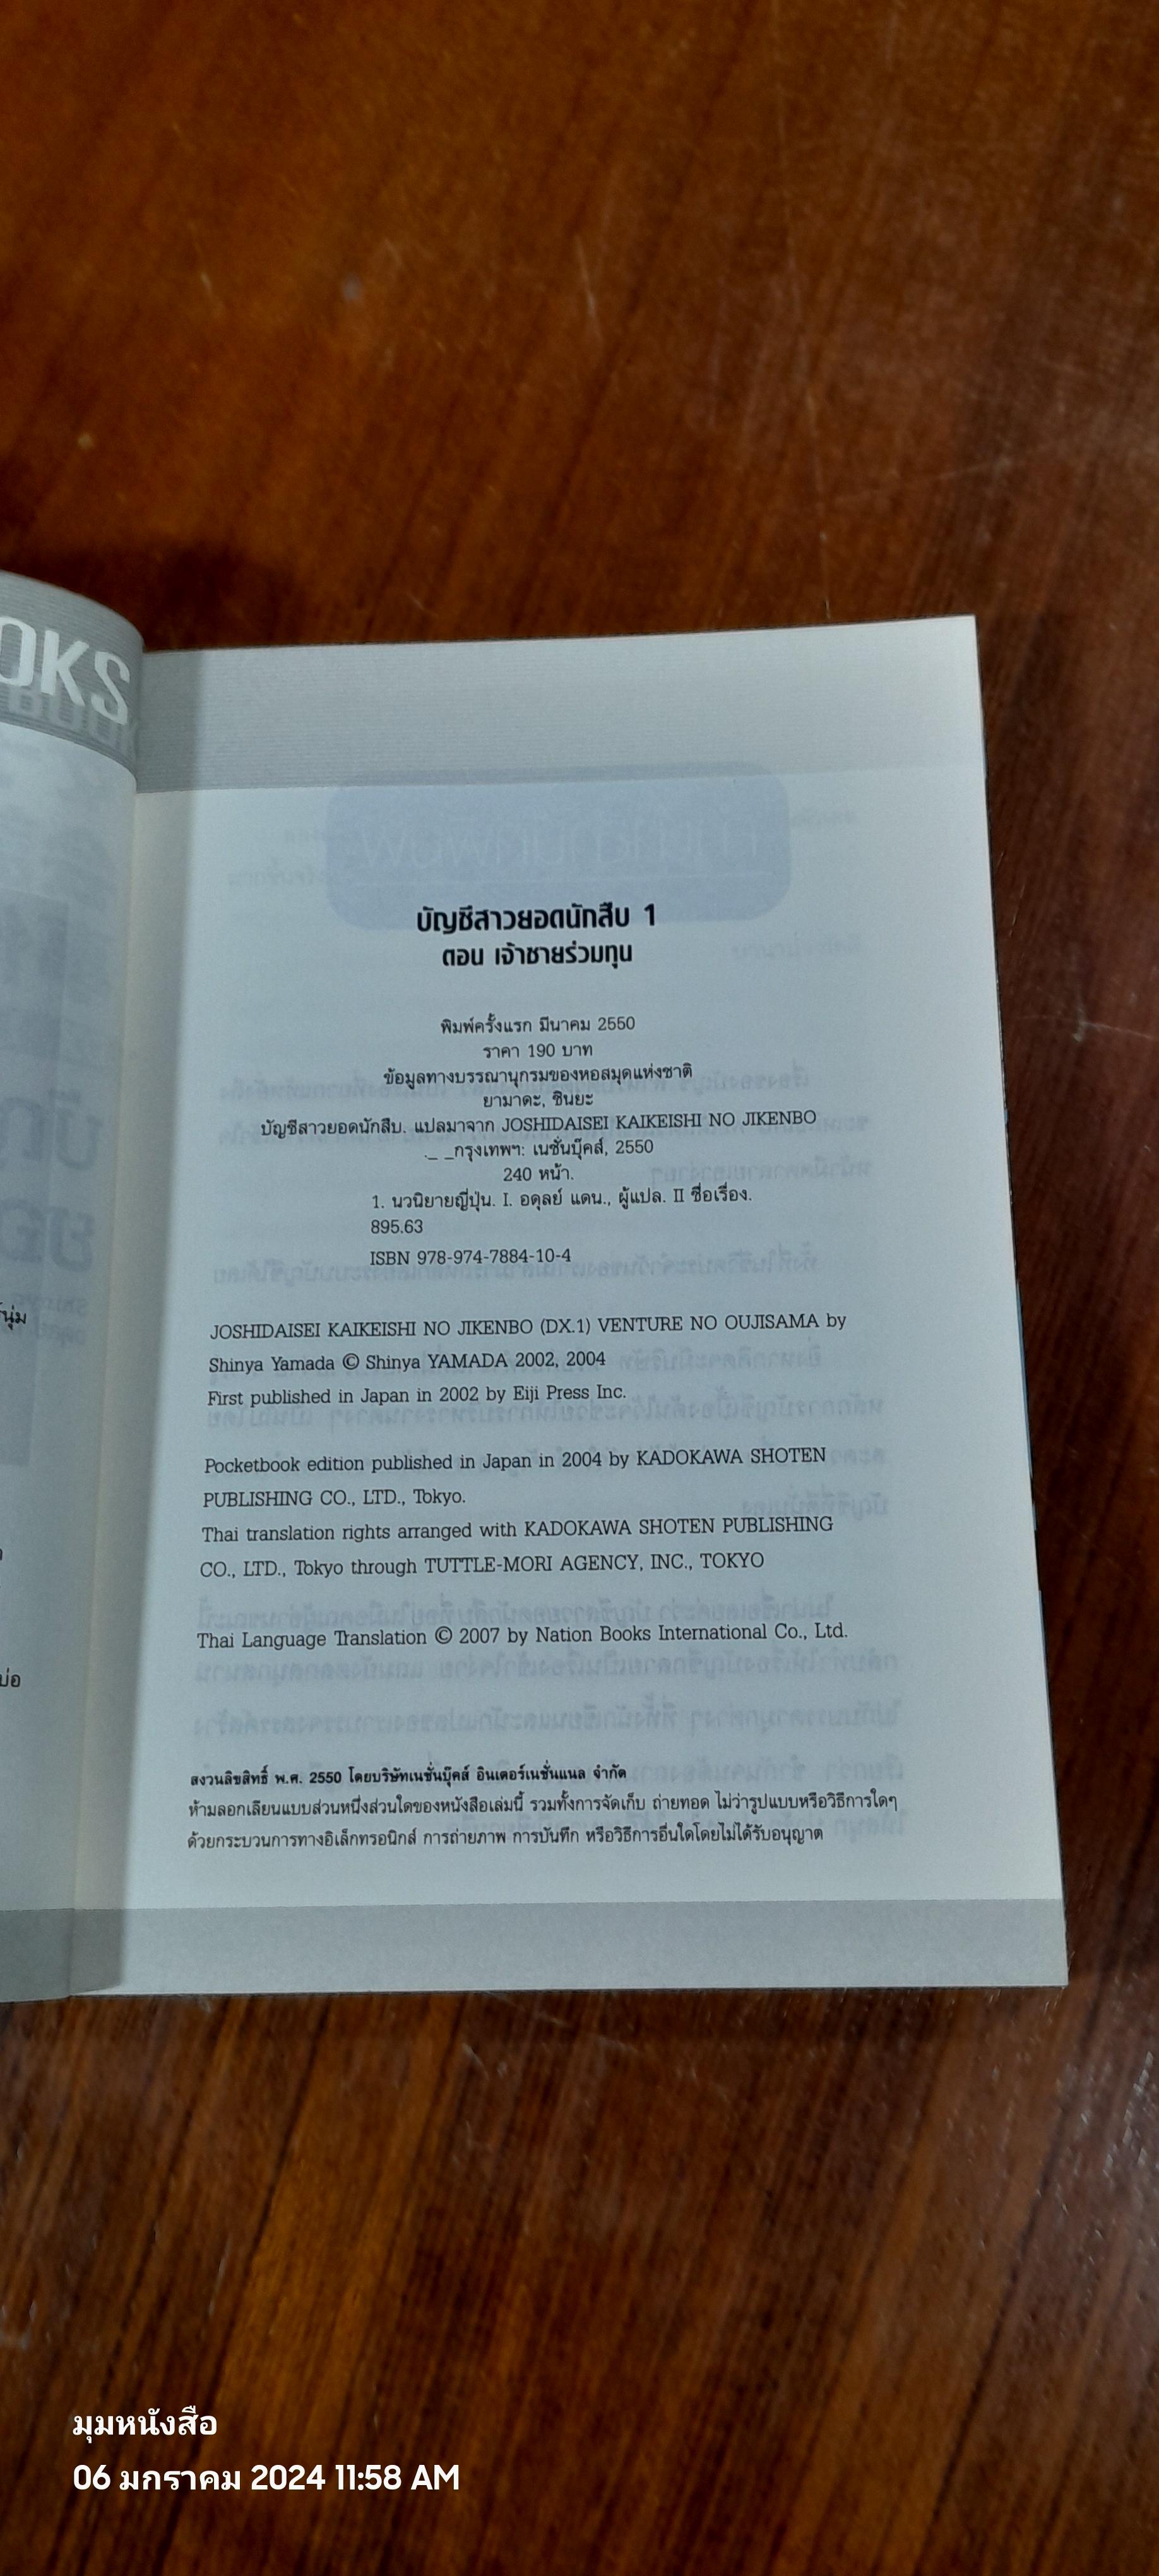 OKS
นุ่ม
บ่อ
บัญชีสาวยอดนักสืบ 1
ตอน เจ้าชายร่วมทุน
พิมพ์ครั้งแรก มีนาคม 2550
ราคา 190 บาท
ข้อมูลทางบรรณานุกรมของหอสมุดแห่งชาติ
ยามาดะ, ชินยะ
บัญชีสาวยอดนักสืบ. แปลมาจาก JOSHIDAISEI KAIKEISHI NO JIKENBO
._ _กรุงเทพฯ: เนชั่นบุ๊คส์, 2550
240 หน้า.
1. นวนิยายญี่ปุ่น. I. อดุลย์ แดน., ผู้แปล. II ชื่อเรื่อง.
895.63
ISBN 978-974-7884-10-4
JOSHIDAISEI KAIKEISHI NO JIKENBO (DX.1) VENTURE NO OUJISAMA by
Shinya Yamada © Shinya YAMADA 2002, 2004
First published in Japan in 2002 by Eiji Press Inc.
Pocketbook edition published in Japan in 2004 by KADOKAWA SHOTEN
PUBLISHING CO., LTD., Tokyo.
Thai translation rights arranged with KADOKAWA SHOTEN PUBLISHING
CO., LTD., Tokyo through TUTTLE-MORI AGENCY, INC., TOKYO
Thai Language Translation © 2007 by Nation Books International Co., Ltd.
สงวนลิขสิทธิ์ พ.ศ. 2550 โดยบริษัทเนชั่นบุ๊คส์ อินเตอร์เนชั่นแนล จำกัด
ห้ามลอกเลียนแบบส่วนหนึ่งส่วนใดของหนังสือเล่มนี้ รวมทั้งการจัดเก็บ ถ่ายทอด ไม่ว่ารูปแบบหรือวิธีการใดๆ
ด้วยกระบวนการทางอิเล็กทรอนิกส์ การถ่ายภาพ การบันทึก หรือวิธีการอื่นใดโดยไม่ได้รับอนุญาต
มุมหนังสือ
06 มกราคม 2024 11:58 AM